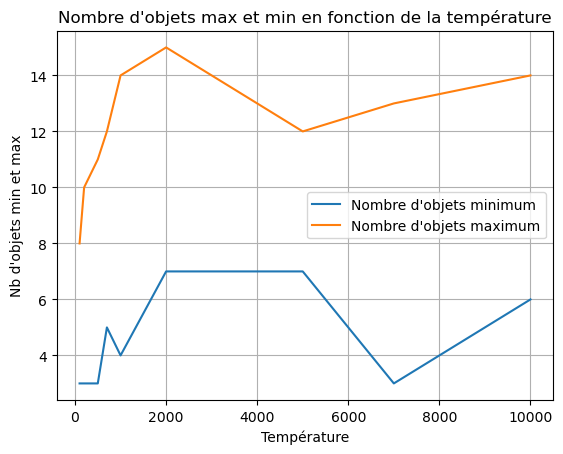 Nombre d'objets max et min en fonction de la température
Nb d'objets min et max
14
12
10
8
6
4
Nombre d'objets minimum
Nombre d'objets maximum
0
2000
4000
6000
8000
10000
Température